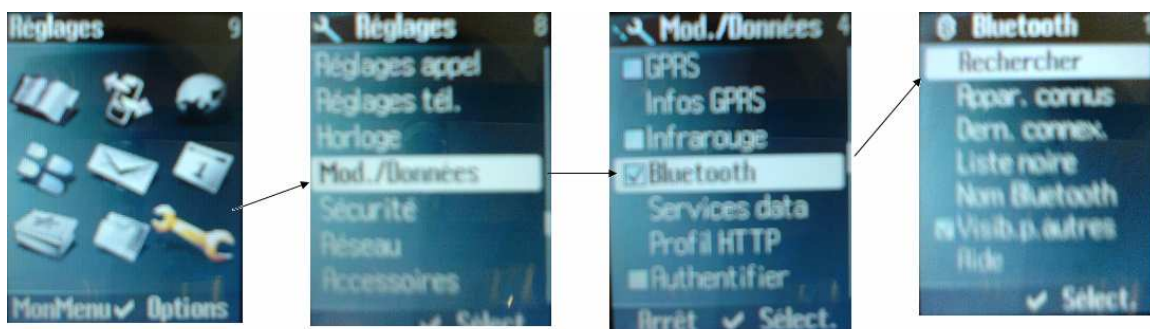 Réglages 9
1
MonMenu Options
Réglages 8
Réglages appel
Réglages tél.
Horloge
Mod./Données
Sécurité
Réseau
Accessoires
Sélect.
Mod./Données 4
GPRS
Infos GPRS
Infrarouge
Bluetooth
Services data
Profil HTTP
Authentifier
Arrêt Sélect.
Bluetooth 1
Rechercher
Appar. connus
Dern. connex.
Liste noire
Nom Bluetooth
Visib.p.autres
Aide
Sélect.